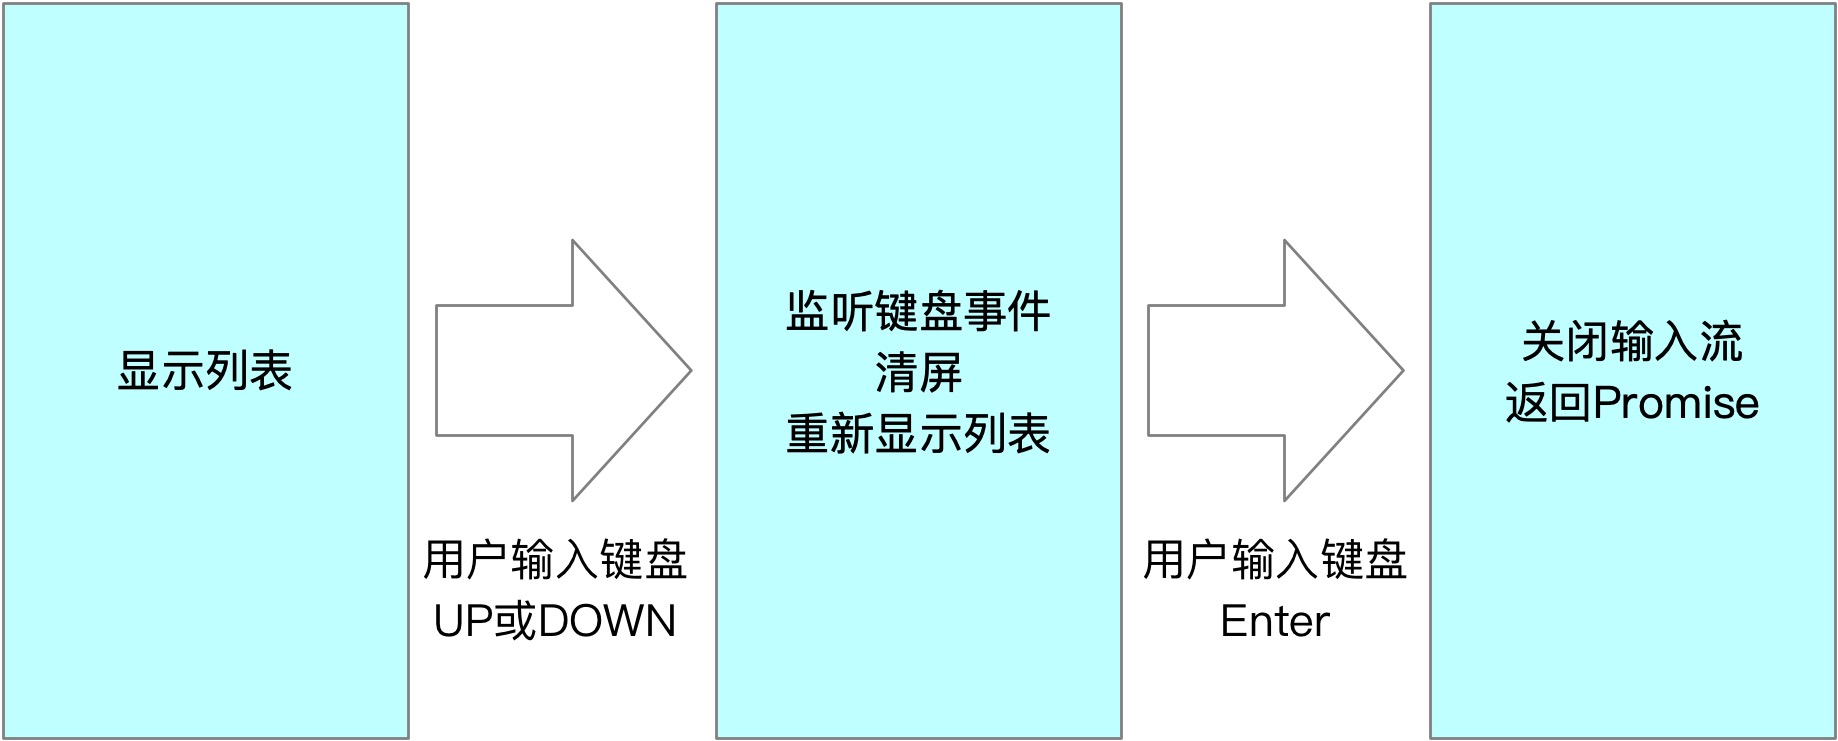 显示列表
用户输入键盘
UP或DOWN
监听键盘事件
清屏
重新显示列表
用户输入键盘
Enter
关闭输入流
返回Promise